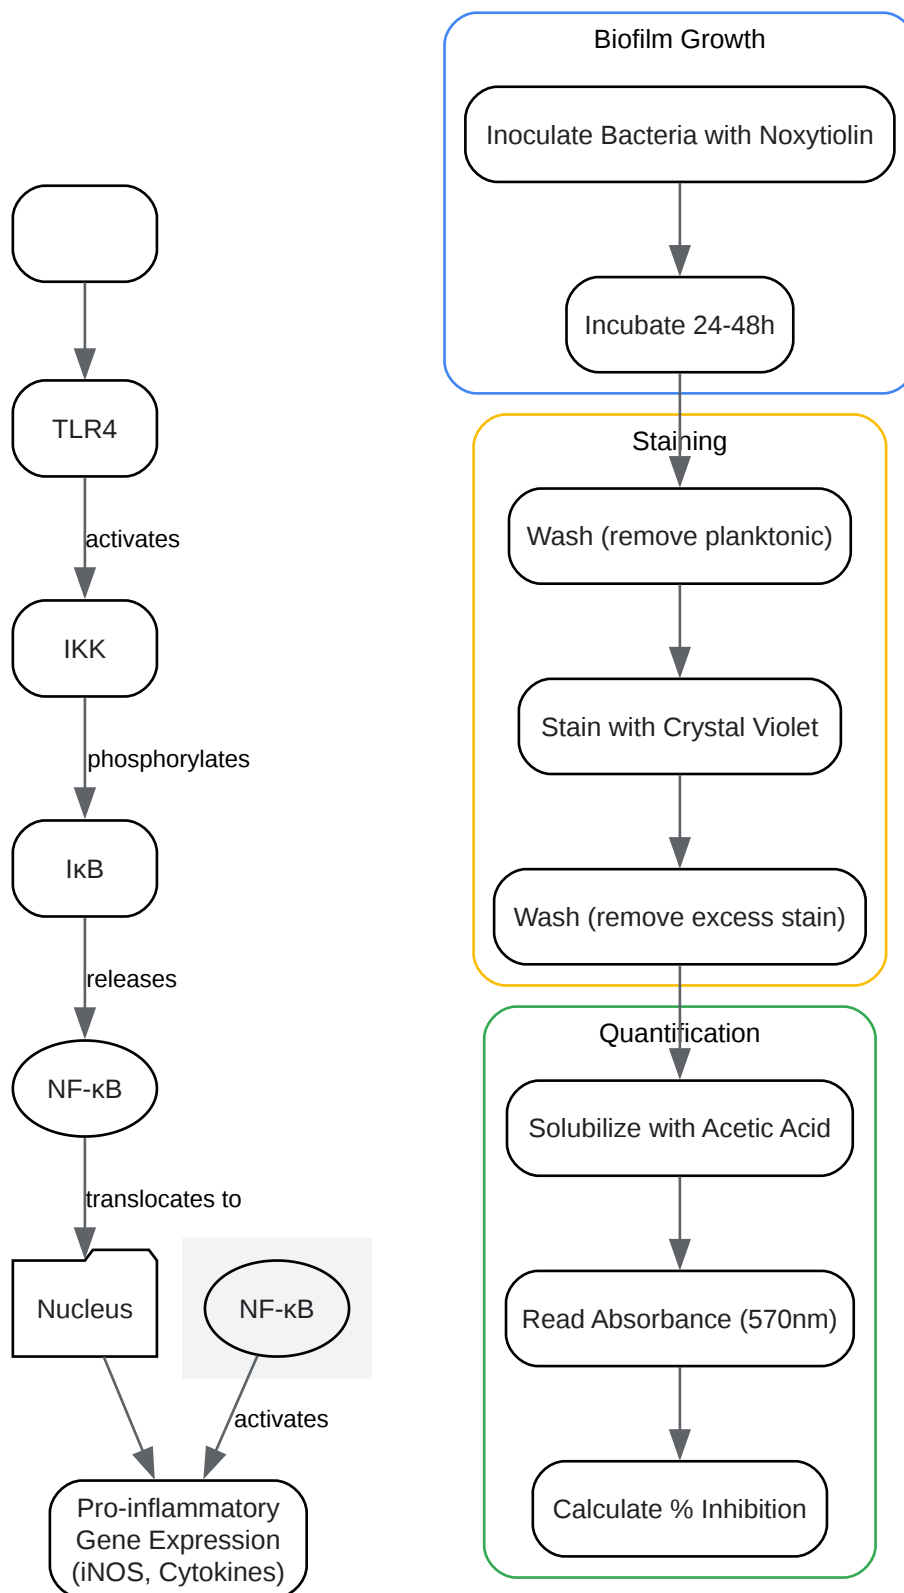 TLR4
activates
IKK
phosphorylates
IκB
releases
NF-κB
translocates to
Nucleus
NF-κB
activates
Pro-inflammatory
Gene Expression
(iNOS, Cytokines)
Biofilm Growth
Inoculate Bacteria with Noxytiolin
Incubate 24-48h
Staining
Wash (remove planktonic)
Stain with Crystal Violet
Wash (remove excess stain)
Quantification
Solubilize with Acetic Acid
Read Absorbance (570nm)
Calculate % Inhibition